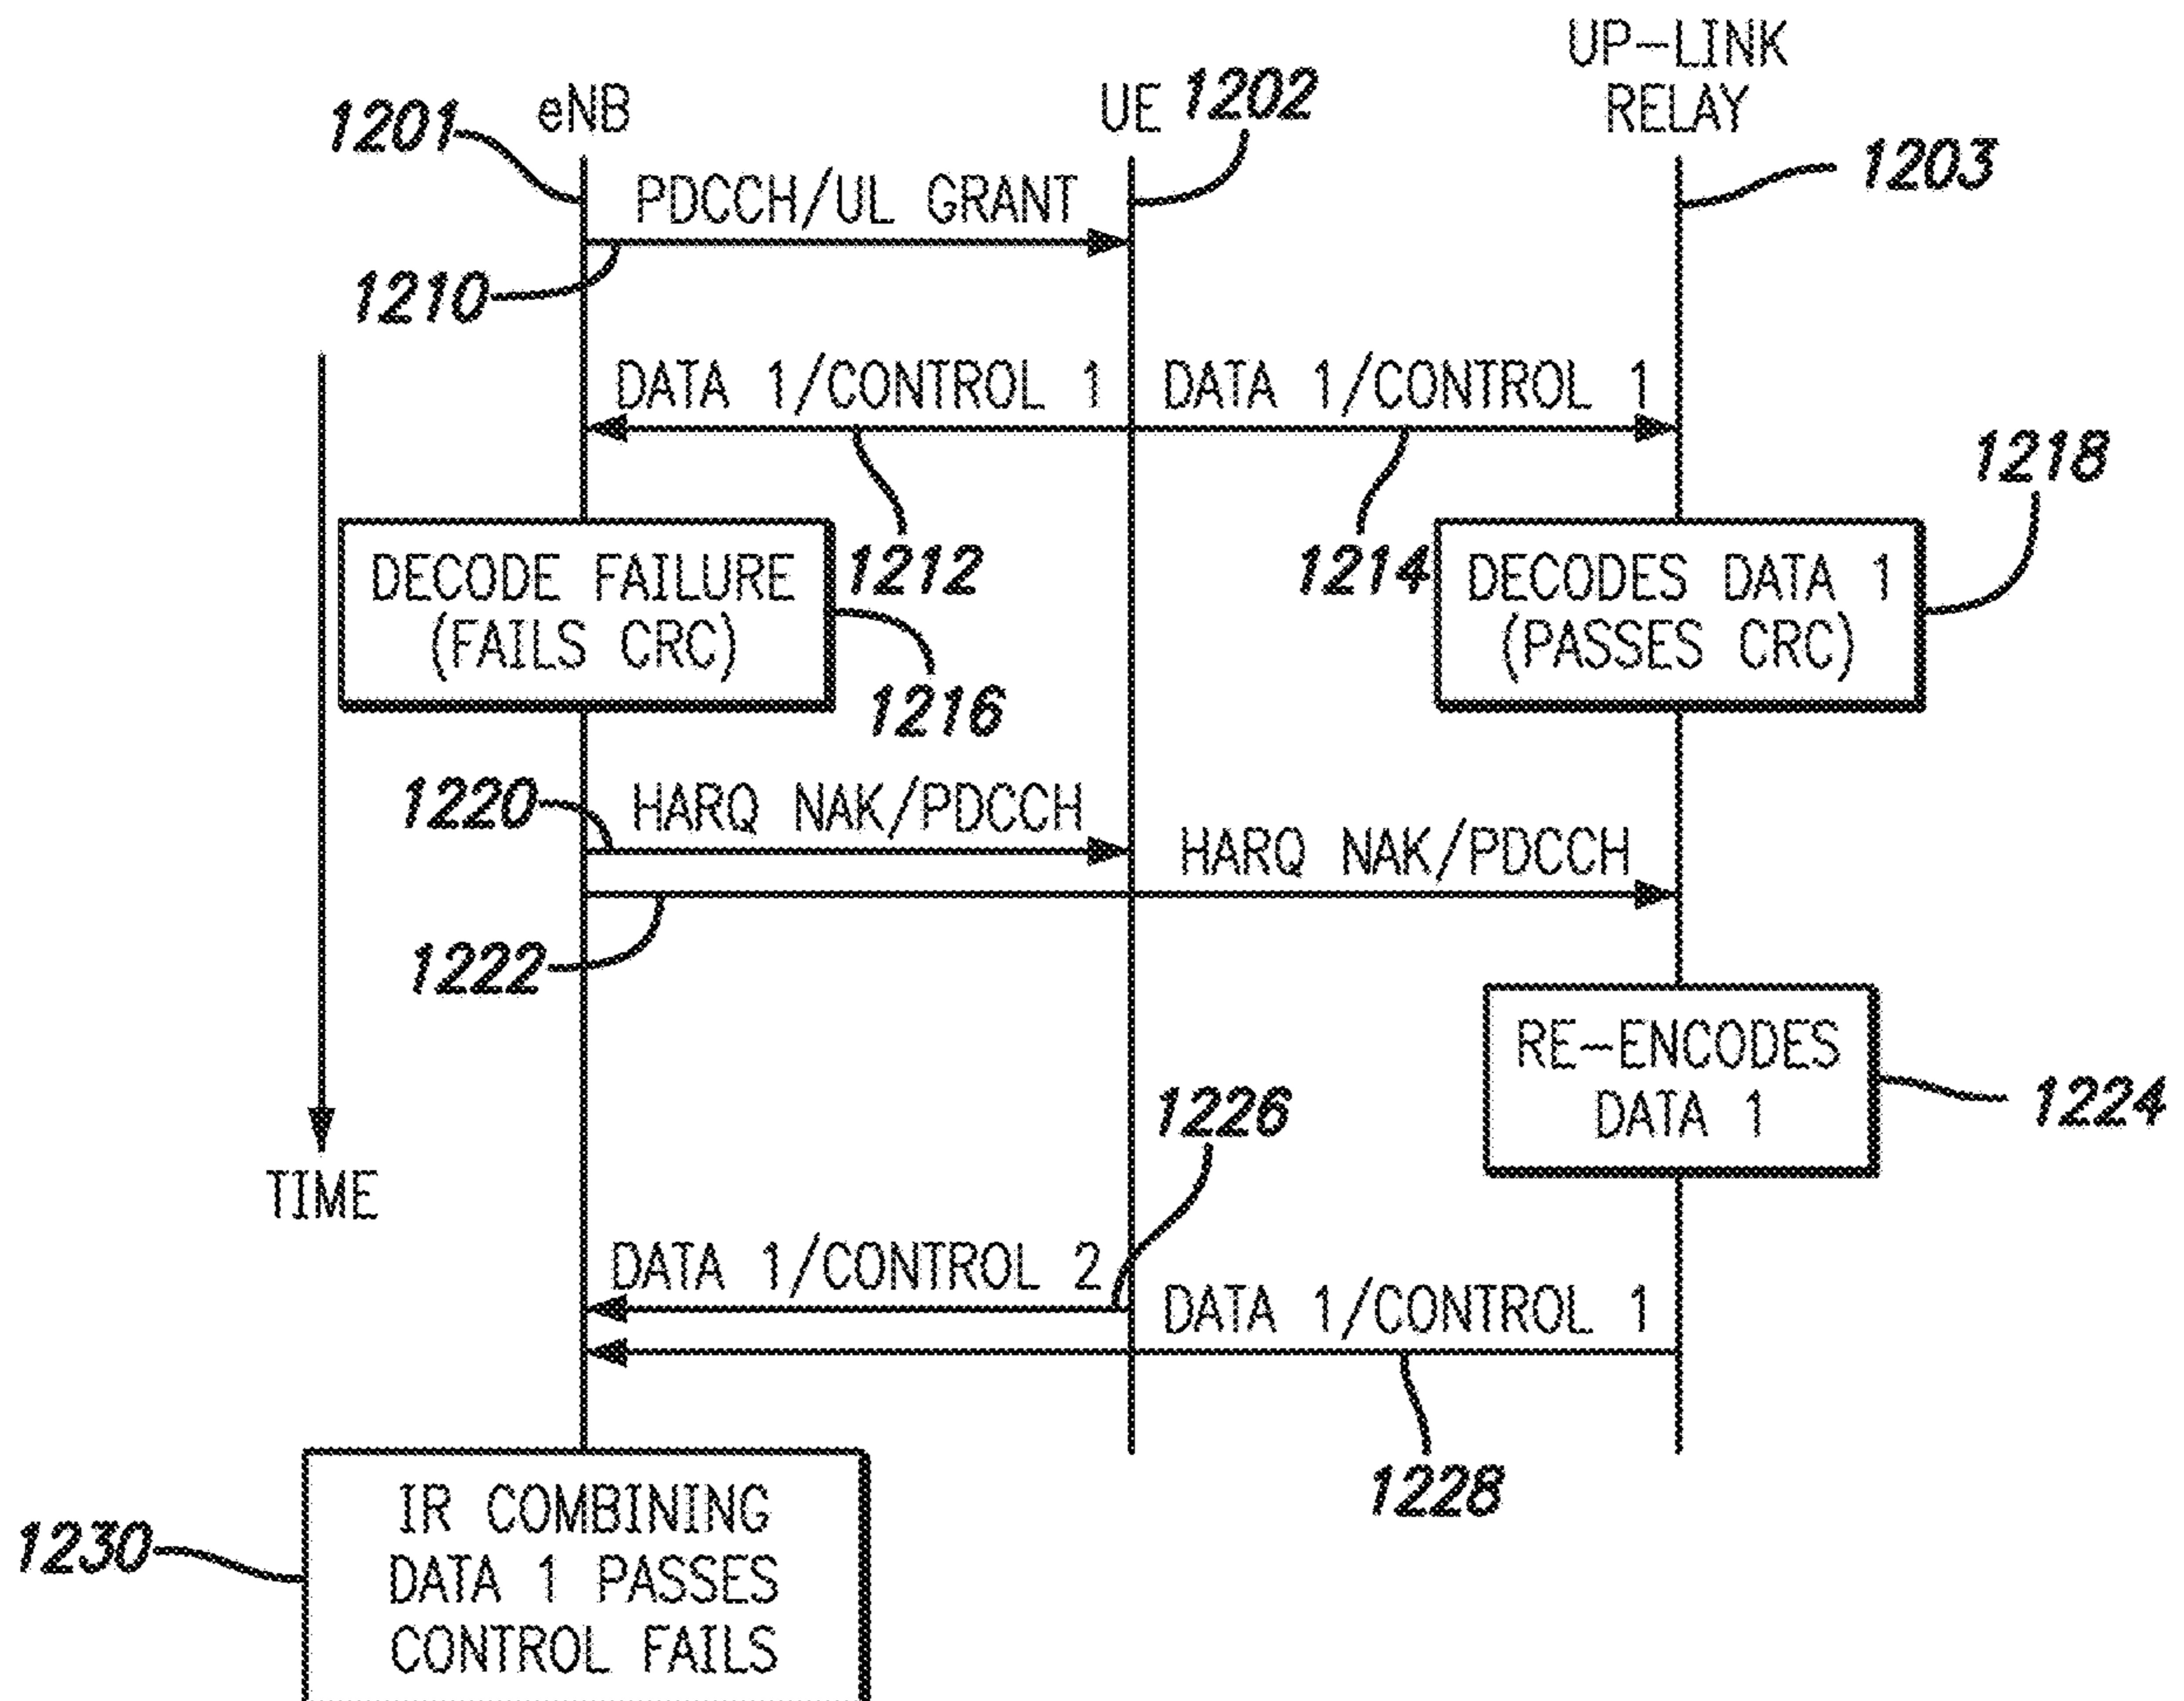 UP-LINK
RELAY
eNB
UE
1201
1202
1203
PDCCH/UL GRANT
1210
DATA 1/CONTROL 1
DATA 1/CONTROL 1
1212
1214
1218
DECODE FAILURE
(FAILS CRC)
DECODES DATA 1
(PASSES CRC)
1216
1220
HARQ NAK/PDCCH
HARQ NAK/PDCCH
1222
RE-ENCODES
DATA 1
1224
1226
TIME
DATA 1/CONTROL 2
DATA 1/CONTROL 1
1228
IR COMBINING
DATA 1 PASSES
CONTROL FAILS
1230